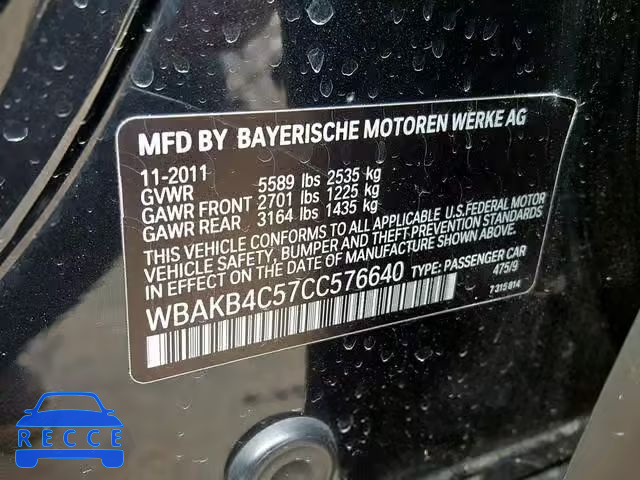 MFD BY BAYERISCHE MOTOREN WERKE AG
11-2011
GVWR 5589 lbs 2535 kg
GAWR FRONT 2701 lbs 1225 kg
GAWR REAR 3164 lbs 1435 kg
THIS VEHICLE CONFORMS TO ALL APPLICABLE U.S.FEDERAL MOTOR
VEHICLE SAFETY, BUMPER AND THEFT PREVENTION STANDARDS
IN EFFECT ON THE DATE OF MANUFACTURE SHOWN ABOVE.
WBAKB4C57CC576640 TYPE: PASSENGER CAR
475/9
7315814
RECCE